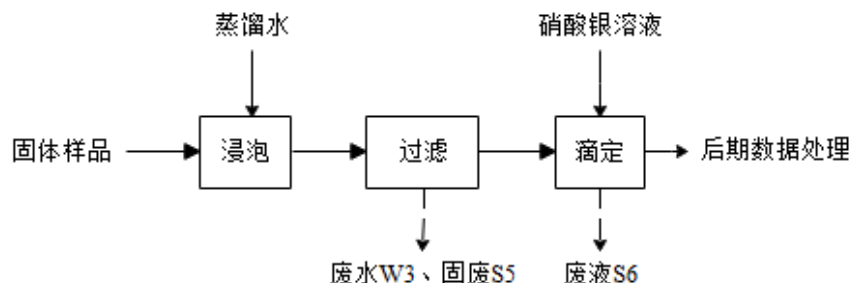 蒸馏水
硝酸银溶液
固体样品
浸泡
过滤
滴定
后期数据处理
废水W3、固废S5
废液S6